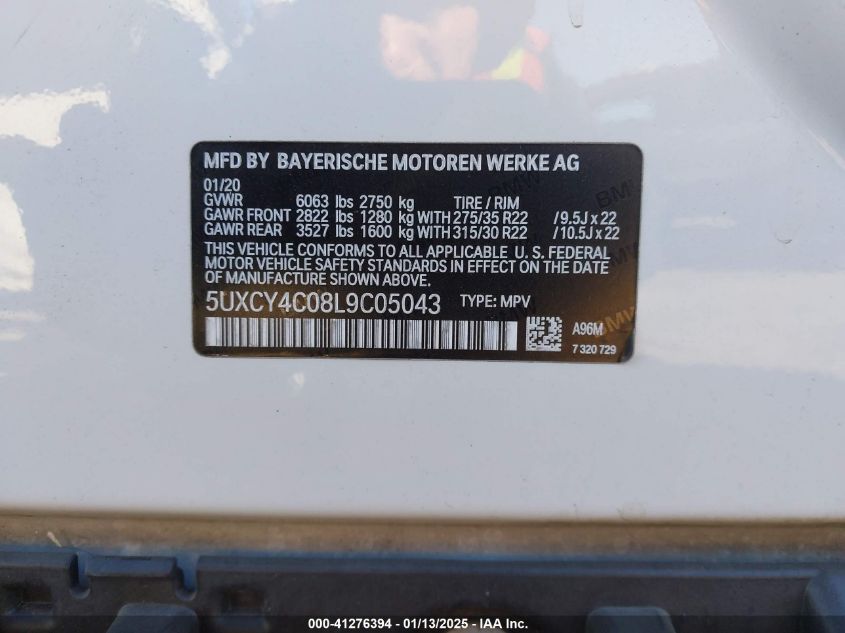 MFD BY BAYERISCHE MOTOREN WERKE AG
01/20
GVWR 6063 lbs 2750 kg TIRE / RIM
GAWR FRONT 2822 lbs 1280 kg WITH 275/35 R22 / 9.5J x 22
GAWR REAR 3527 lbs 1600 kg WITH 315/30 R22 / 10.5J x 22
THIS VEHICLE CONFORMS TO ALL APPLICABLE U. S. FEDERAL
MOTOR VEHICLE SAFETY STANDARDS IN EFFECT ON THE DATE
OF MANUFACTURE SHOWN ABOVE.
5UXCY4C08L9C05043 TYPE: MPV
A96M
7 320 729
BMW
000-41276394 - 01/13/2025 - IAA Inc.